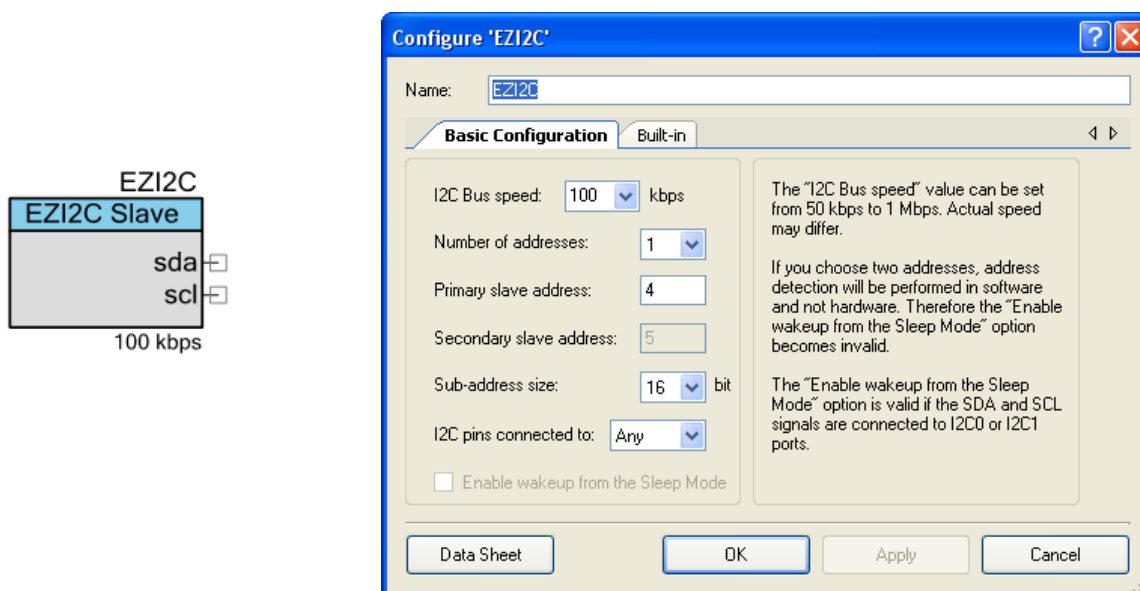 EZI2C
EZI2C Slave
sda
scl
100 kbps
Configure 'EZI2C'
Name: EZI2C
Basic Configuration Built-in
I2C Bus speed: 100 kbps
Number of addresses: 1
Primary slave address: 4
Secondary slave address: 5
Sub-address size: 16 bit
I2C pins connected to: Any
Enable wakeup from the Sleep Mode
The "I2C Bus speed" value can be set
from 50 kbps to 1 Mbps. Actual speed
may differ.
If you choose two addresses, address
detection will be performed in software
and not hardware. Therefore the "Enable
wakeup from the Sleep Mode" option
becomes invalid.
The "Enable wakeup from the Sleep
Mode" option is valid if the SDA and SCL
signals are connected to I2C0 or I2C1
ports.
Data Sheet OK Apply Cancel